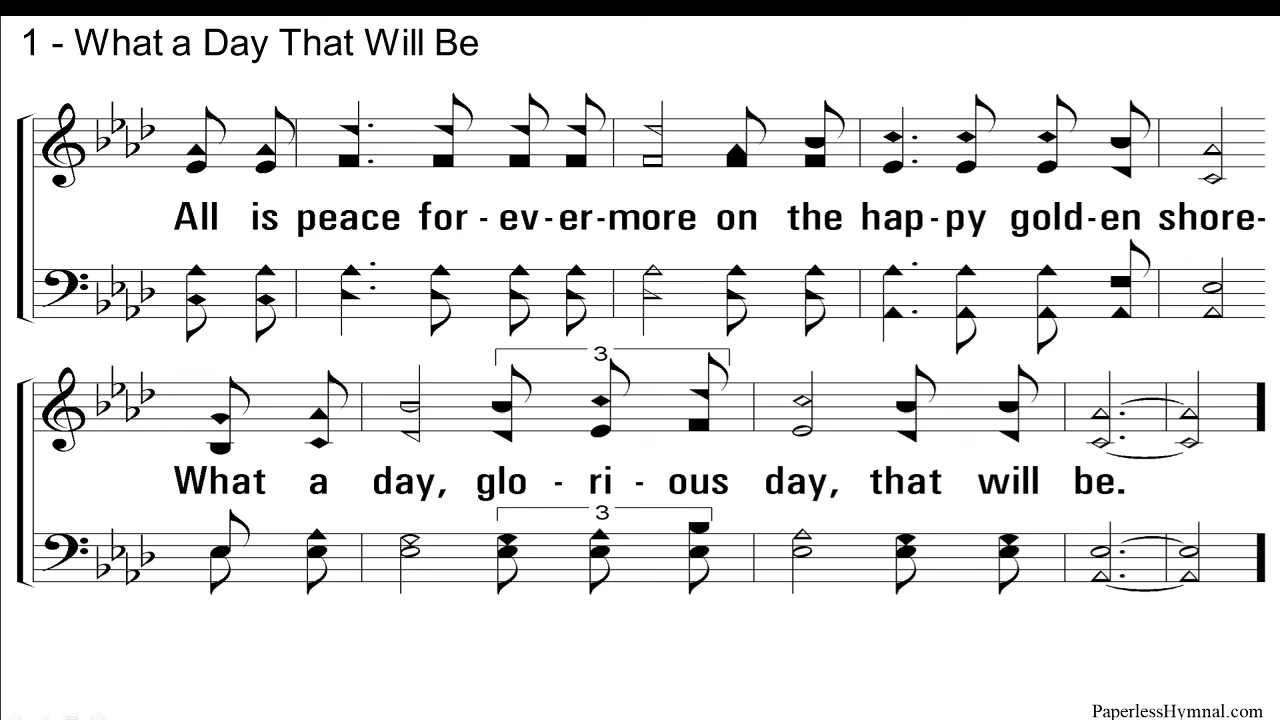 1 - What a Day That Will Be
All is peace for - ev - er - more on the hap - py gold - en shore -
3
What a day, glo - ri - ous day, that will be.
3
PaperlessHymnal.com